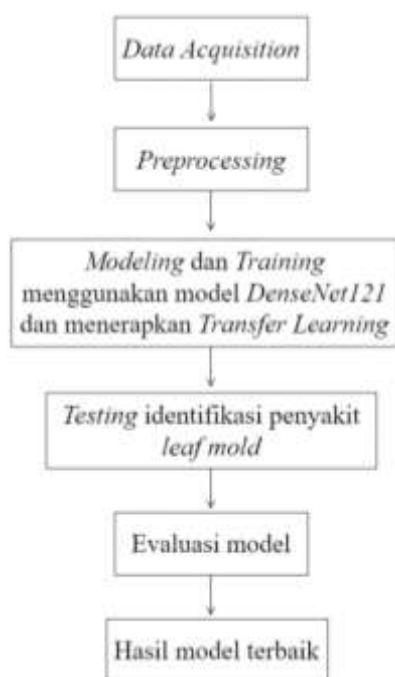 Data Acquisition
Preprocessing
Modeling dan Training
menggunakan model DenseNet121
dan menerapkan Transfer Learning
Testing identifikasi penyakit
leaf mold
Evaluasi model
Hasil model terbaik